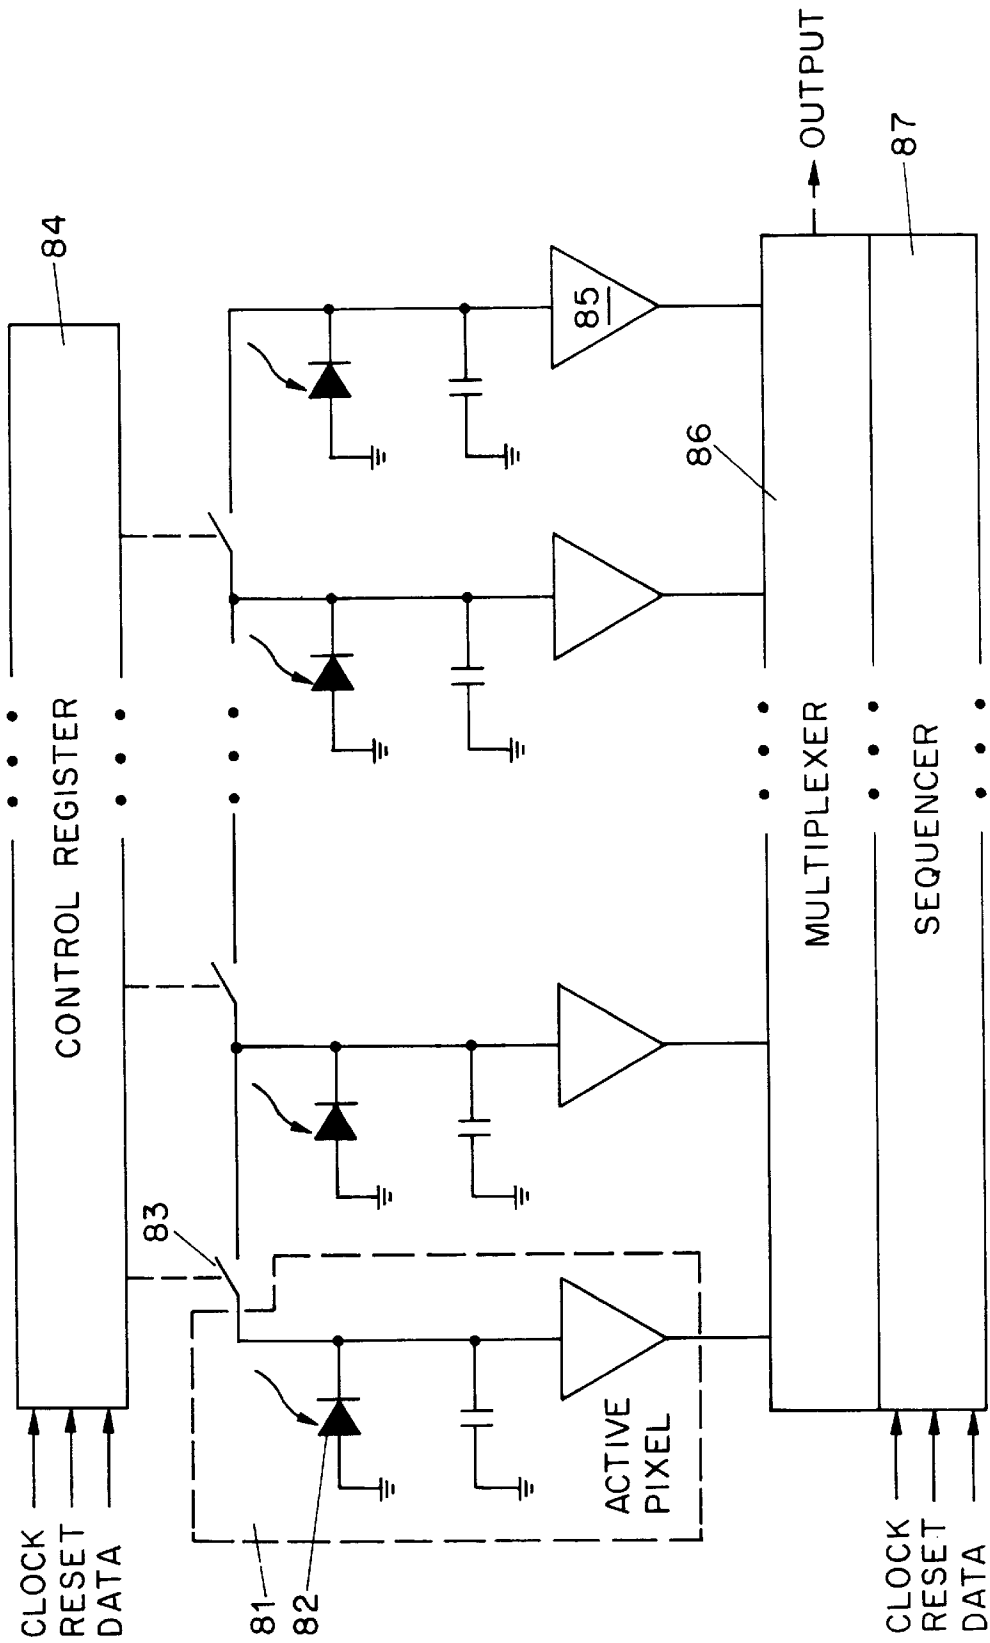 CLOCK
RESET
DATA
CONTROL REGISTER
84
83
81
82
ACTIVE
PIXEL
85
86
MULTIPLEXER
OUTPUT
SEQUENCER
87
CLOCK
RESET
DATA